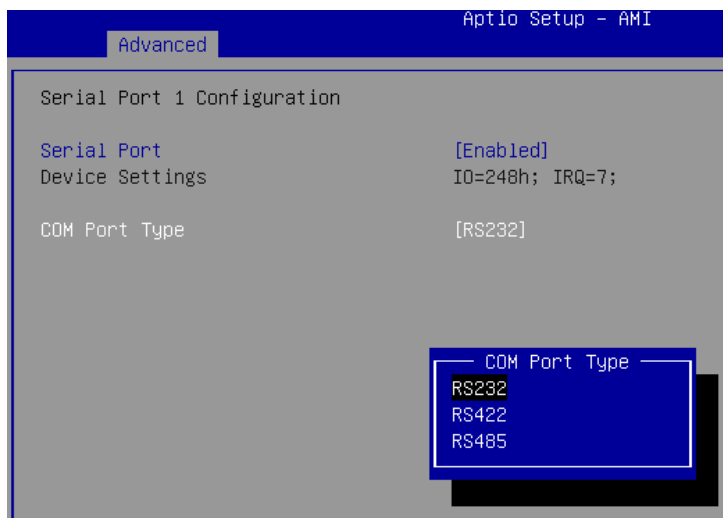 Aptio Setup – AMI
Advanced
Serial Port 1 Configuration
Serial Port [Enabled]
Device Settings IO=248h; IRQ=7;
COM Port Type [RS232]
COM Port Type
RS232
RS422
RS485